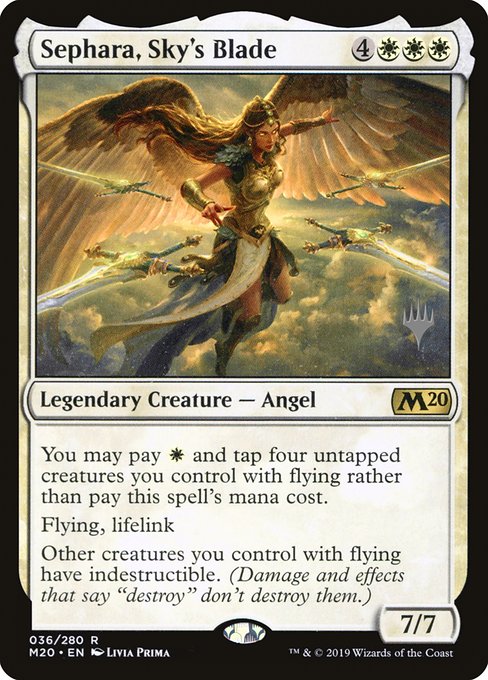 Sephara, Sky's Blade 4
Legendary Creature — Angel
M20
You may pay and tap four untapped
creatures you control with flying rather
than pay this spell's mana cost.
Flying, lifelink
Other creatures you control with flying
have indestructible. (Damage and effects
that say “destroy” don't destroy them.)
7/7
036/280 R
M20 • EN Livia Prima
™ & © 2019 Wizards of the Coast